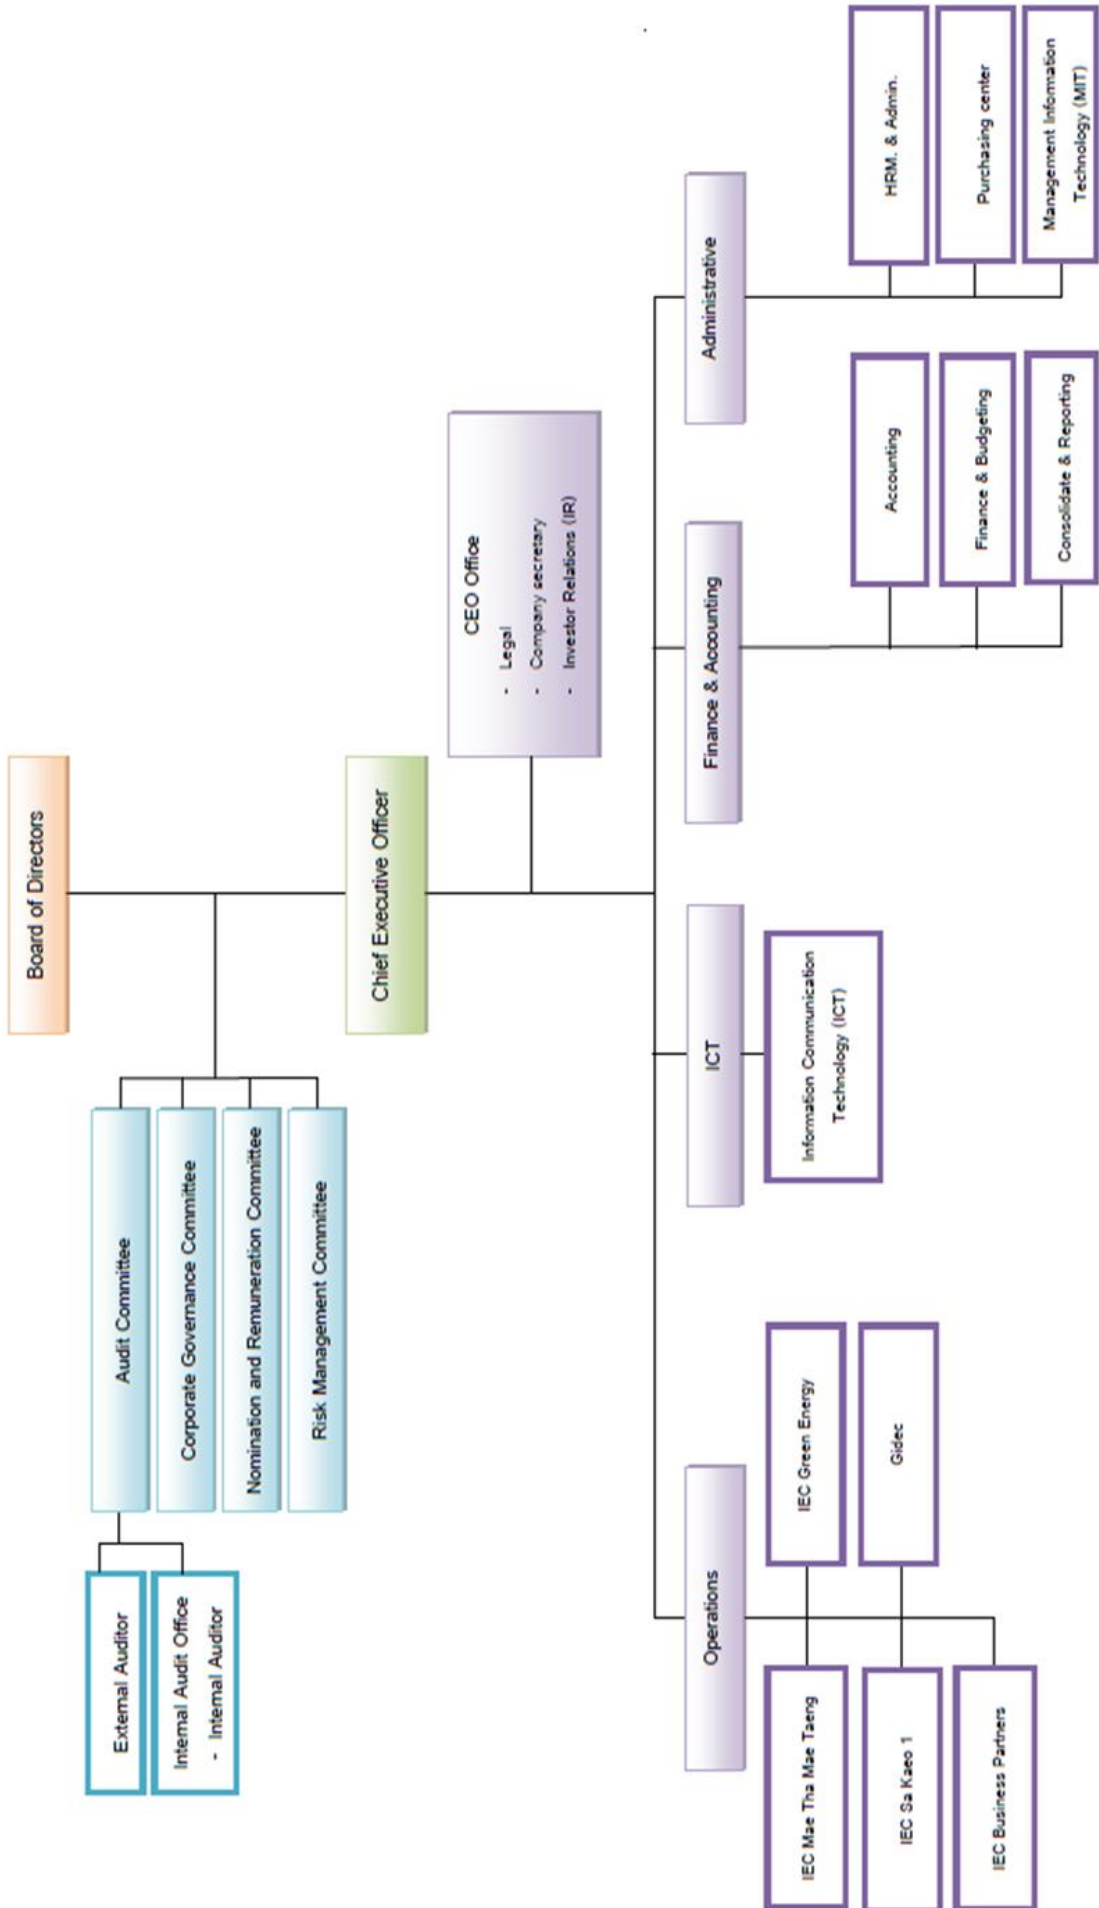 Board of Directors
External Auditor
Internal Audit Office
- Internal Auditor
Audit Committee
Corporate Governance Committee
Nomination and Remuneration Committee
Risk Management Committee
Chief Executive Officer
CEO Office
- Legal
- Company secretary
- Investor Relations (IR)
Operations
IEC Mae Tha Mae Taeng
IEC Green Energy
IEC Sa Kaeo 1
Gidec
IEC Business Partners
ICT
Information Communication
Technology (ICT)
Finance & Accounting
Accounting
Finance & Budgeting
Consolidate & Reporting
Administrative
HRM. & Admin.
Purchasing center
Management Information
Technology (MIT)